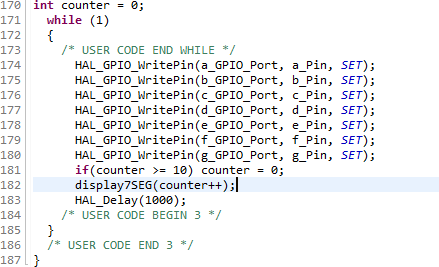 170 int counter = 0;
171 while (1)
172 {
173 /* USER CODE END WHILE */
174 HAL_GPIO_WritePin(a_GPIO_Port, a_Pin, SET);
175 HAL_GPIO_WritePin(b_GPIO_Port, b_Pin, SET);
176 HAL_GPIO_WritePin(c_GPIO_Port, c_Pin, SET);
177 HAL_GPIO_WritePin(d_GPIO_Port, d_Pin, SET);
178 HAL_GPIO_WritePin(e_GPIO_Port, e_Pin, SET);
179 HAL_GPIO_WritePin(f_GPIO_Port, f_Pin, SET);
180 HAL_GPIO_WritePin(g_GPIO_Port, g_Pin, SET);
181 if(counter >= 10) counter = 0;
182 display7SEG(counter++);
183 HAL_Delay(1000);
184 /* USER CODE BEGIN 3 */
185 }
186 /* USER CODE END 3 */
187 }